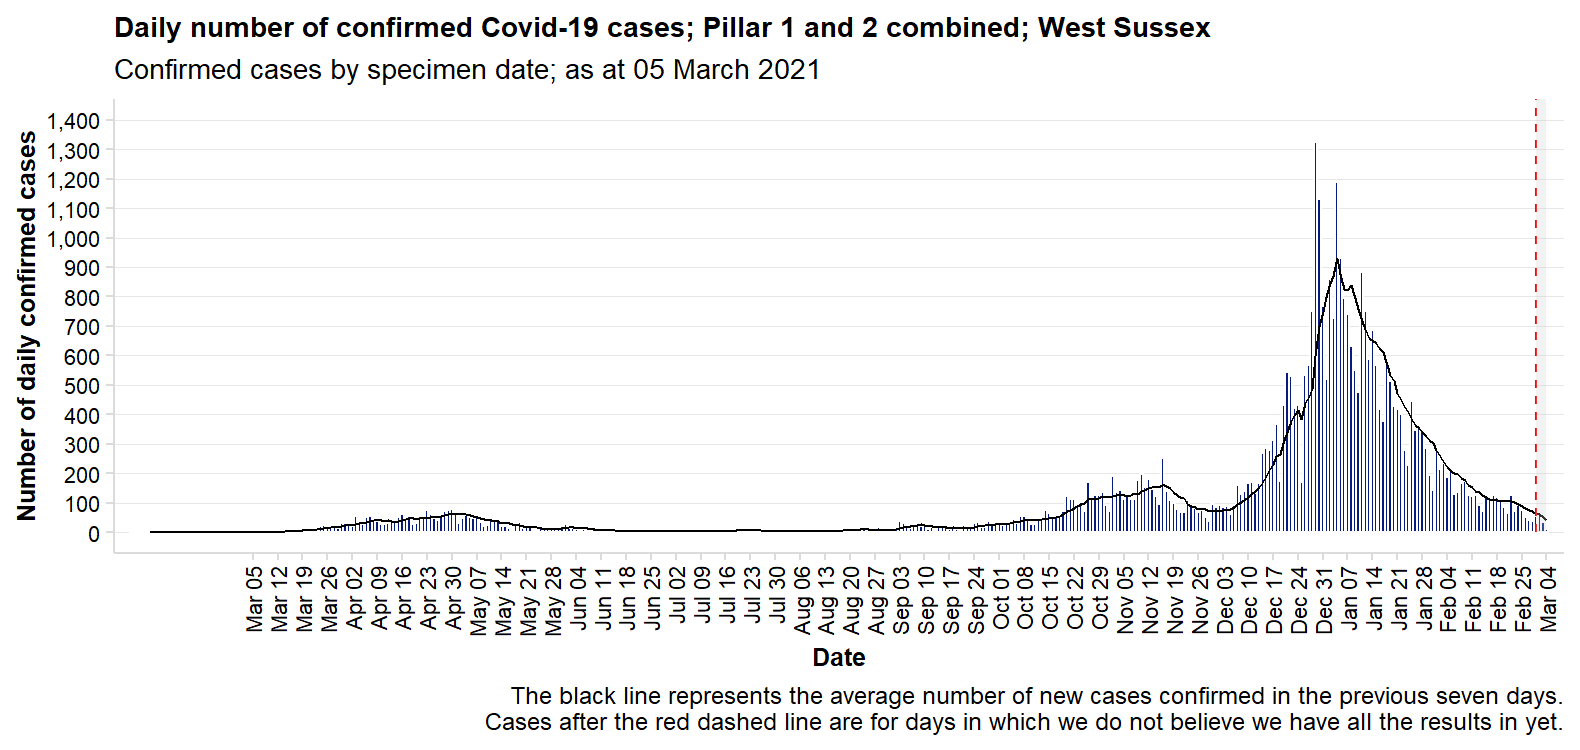 Daily number of confirmed Covid-19 cases; Pillar 1 and 2 combined; West Sussex
Confirmed cases by specimen date; as at 05 March 2021
Number of daily confirmed cases
1,400
1,300
1,200
1,100
1,000
900
800
700
600
500
400
300
200
100
0
Mar 05
Mar 12
Mar 19
Mar 26
Apr 02
Apr 09
Apr 16
Apr 23
Apr 30
May 07
May 14
May 21
May 28
Jun 04
Jun 11
Jun 18
Jun 25
Jul 02
Jul 09
Jul 16
Jul 23
Jul 30
Aug 06
Aug 13
Aug 20
Aug 27
Sep 03
Sep 10
Sep 17
Sep 24
Oct 01
Oct 08
Oct 15
Oct 22
Oct 29
Nov 05
Nov 12
Nov 19
Nov 26
Dec 03
Dec 10
Dec 17
Dec 24
Dec 31
Jan 07
Jan 14
Jan 21
Jan 28
Feb 04
Feb 11
Feb 18
Feb 25
Mar 04
Date
The black line represents the average number of new cases confirmed in the previous seven days.
Cases after the red dashed line are for days in which we do not believe we have all the results in yet.